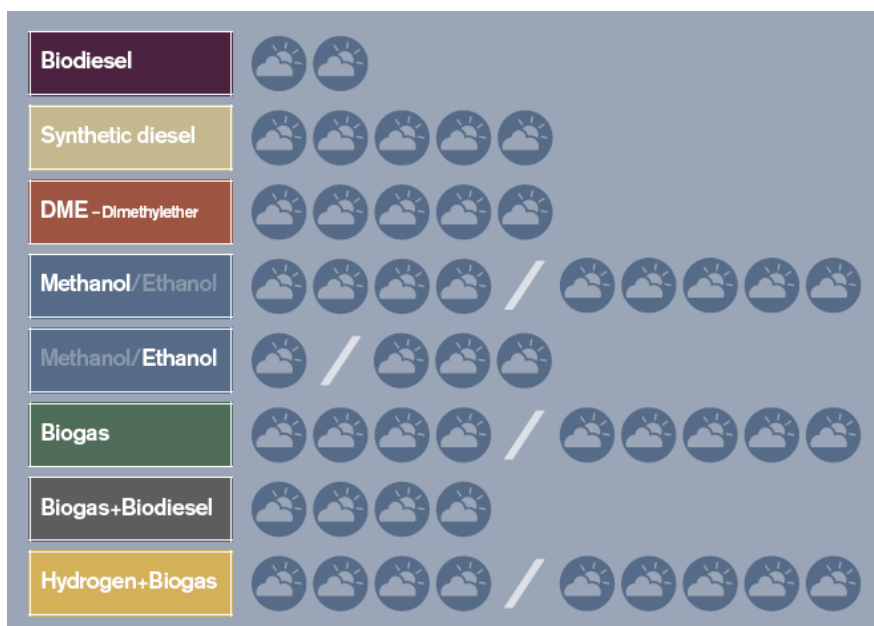 Biodiesel
Synthetic diesel
DME – Dimethylether
Methanol/Ethanol
Methanol/Ethanol
Biogas
Biogas+Biodiesel
Hydrogen+Biogas